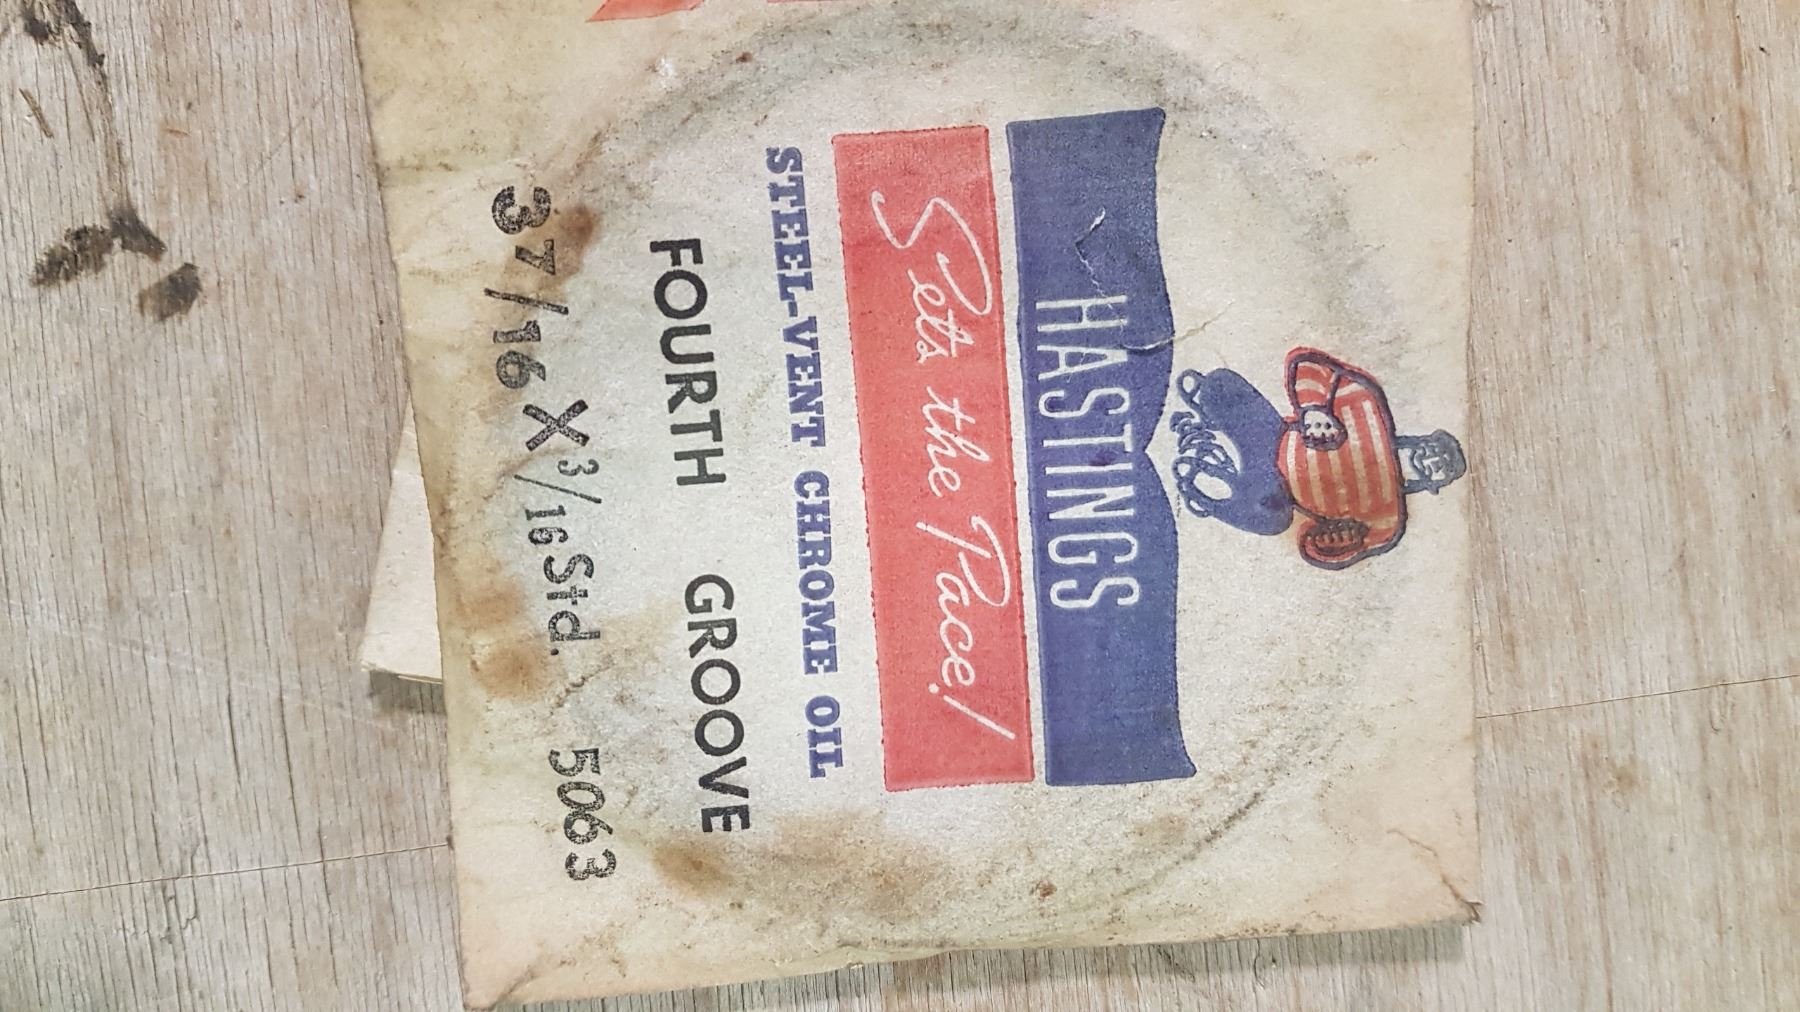 HASTINGS
Sets the Pace!
STEEL-VENT CHROME OIL
FOURTH GROOVE
3 7/16 X 3/16 Std. 5063